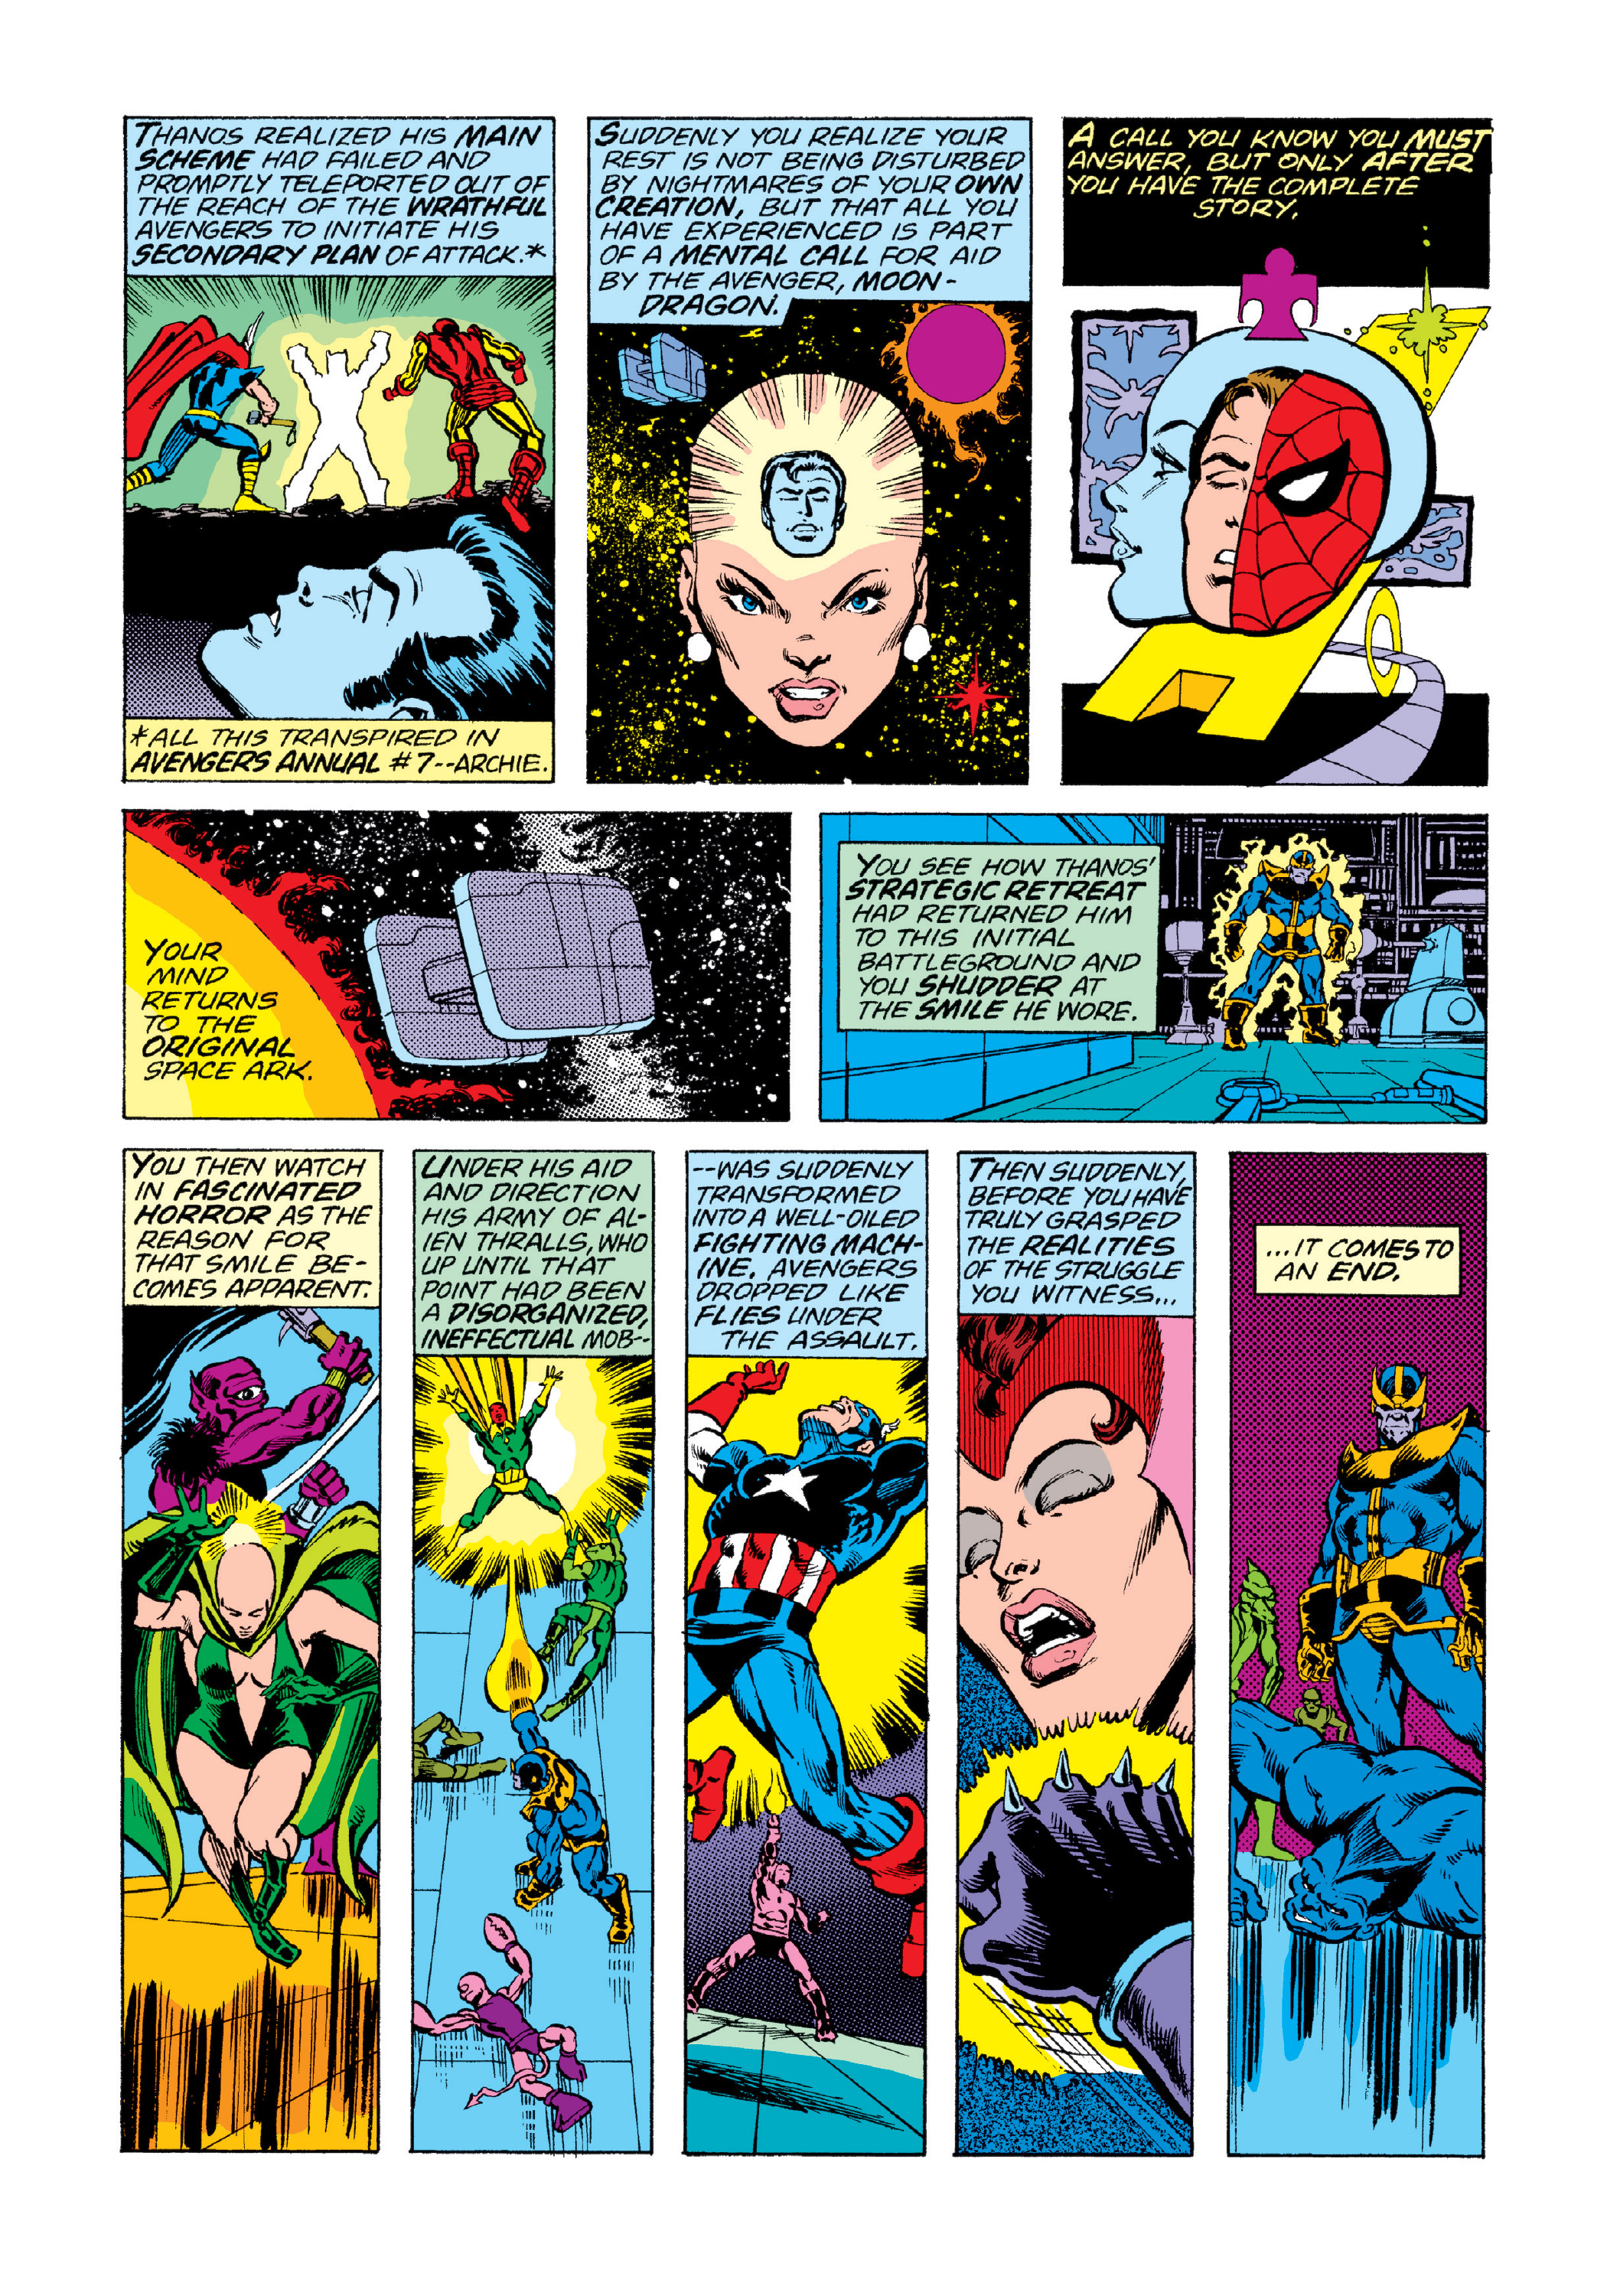 THANOS REALIZED HIS MAIN
SCHEME HAD FAILED AND
PROMPTLY TELEPORTED OUT OF
THE REACH OF THE WRATHFUL
AVENGERS TO INITIATE HIS
SECONDARY PLAN OF ATTACK.*
*ALL THIS TRANSPIRED IN
AVENGERS ANNUAL #7--ARCHIE.
SUDDENLY YOU REALIZE YOUR
REST IS NOT BEING DISTURBED
BY NIGHTMARES OF YOUR OWN
CREATION, BUT THAT ALL YOU
HAVE EXPERIENCED IS PART
OF A MENTAL CALL FOR AID
BY THE AVENGER, MOON-
DRAGON.
A CALL YOU KNOW YOU MUST
ANSWER, BUT ONLY AFTER
YOU HAVE THE COMPLETE
STORY.
YOUR
MIND
RETURNS
TO THE
ORIGINAL
SPACE ARK.
YOU SEE HOW THANOS'
STRATEGIC RETREAT
HAD RETURNED HIM
TO THIS INITIAL
BATTLEGROUND AND
YOU SHUDDER AT
THE SMILE HE WORE.
YOU THEN WATCH
IN FASCINATED
HORROR AS THE
REASON FOR
THAT SMILE BE-
COMES APPARENT.
UNDER HIS AID
AND DIRECTION
HIS ARMY OF AL-
IEN THRALLS, WHO
UP UNTIL THAT
POINT HAD BEEN
A DISORGANIZED,
INEFFECTUAL MOB--
--WAS SUDDENLY
TRANSFORMED
INTO A WELL-OILED
FIGHTING MACH-
INE. AVENGERS
DROPPED LIKE
FLIES UNDER
THE ASSAULT.
THEN SUDDENLY,
BEFORE YOU HAVE
TRULY GRASPED
THE REALITIES
OF THE STRUGGLE
YOU WITNESS...
...IT COMES TO
AN END.